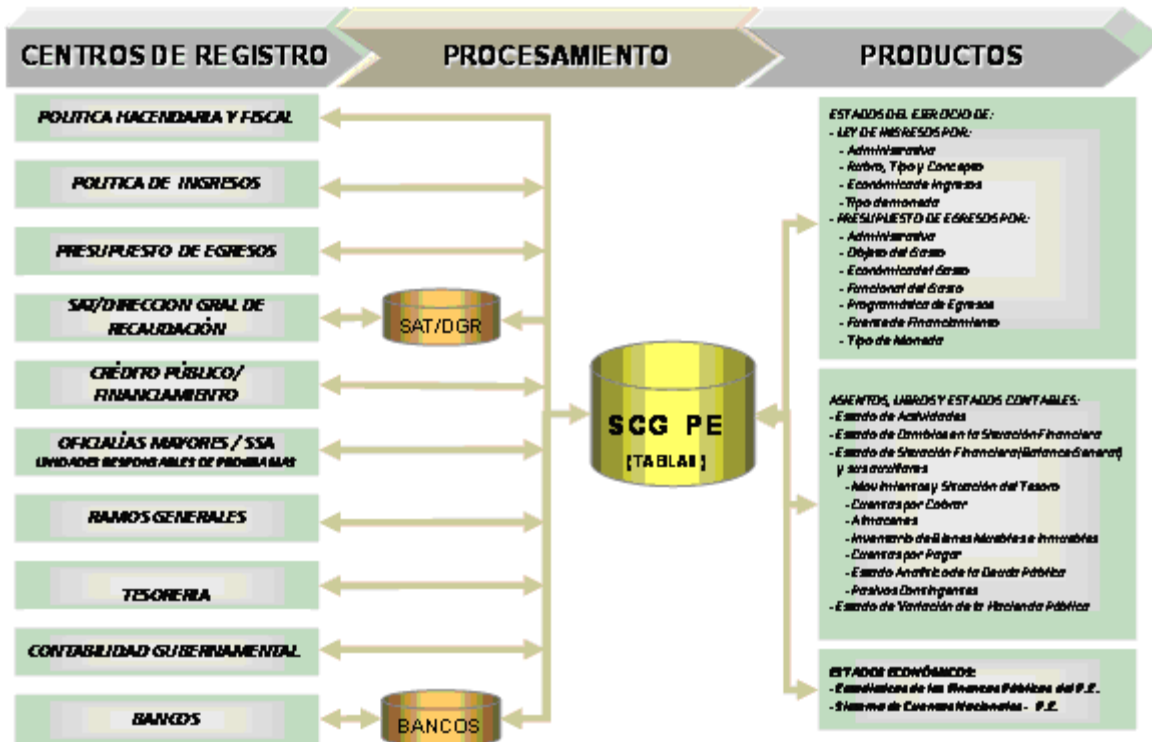 CENTROS DE REGISTRO
PROCESAMIENTO
PRODUCTOS
POLITICA HACENDARIA Y FISCAL
POLITICA DE INGRESOS
PRESUPUESTO DE EGRESOS
SAT/DIRECCION GRAL DE
RECAUDACIÓN
CRÉDITO PÚBLICO/
FINANCIAMIENTO
OFICIALÍAS MAYORES / SSA
UNIDADES RESPONSABLES DE PROGRAMAS
RAMOS GENERALES
TESORERIA
CONTABILIDAD GUBERNAMENTAL
BANCOS
SAT/DGR
BANCOS
SCG PE
(TABLAS)
ESTADOS DEL EJERCICIO DE:
- LEY DE INGRESOS POR:
- Administrativa
- Rubro, Tipo y Concepto
- Económica de Ingresos
- Tipo de moneda
- PRESUPUESTO DE EGRESOS POR:
- Administrativa
- Objeto del Gasto
- Económica del Gasto
- Funcional del Gasto
- Programática de Egresos
- Fuente de Financiamiento
- Tipo de Moneda
ASIENTOS, LIBROS Y ESTADOS CONTABLES:
- Estado de Actividades
- Estado de Cambios en la Situación Financiera
- Estado de Situación Financiera (Balance General)
y sus auxiliares
- Movimientos y Situación del Tesoro
- Cuentas por Cobrar
- Almacenes
- Inventario de Bienes Muebles e Inmuebles
- Cuentas por Pagar
- Estado Analítico de la Deuda Pública
- Pasivos Contingentes
- Estado de Variación de la Hacienda Pública
ESTADOS ECONÓMICOS:
- Estadísticas de las Finanzas Públicas del P.E.
- Sistema de Cuentas Nacionales - P.E.